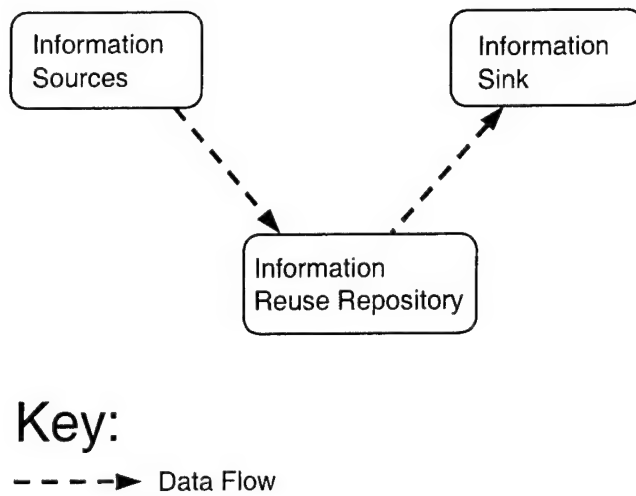 Information
Sources
Information
Sink
Information
Reuse Repository
Key:
Data Flow